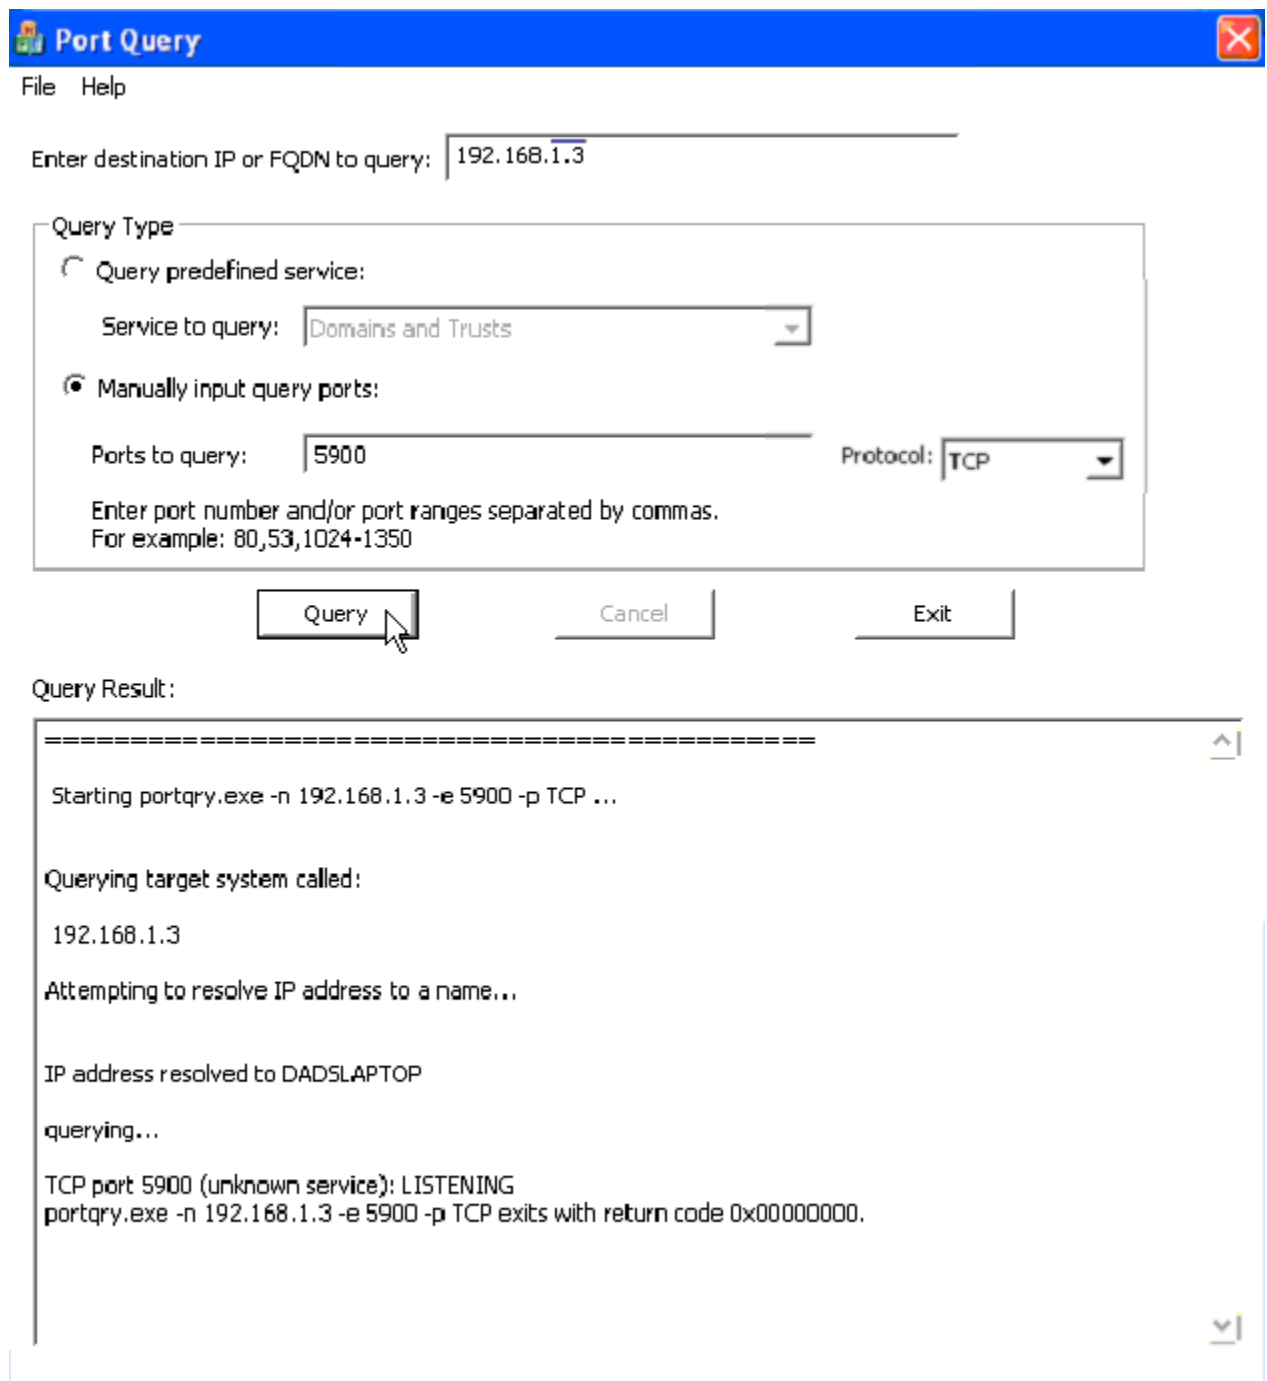 Port Query
File Help
Enter destination IP or FQDN to query: 192.168.1.3
Query Type
Query predefined service:
Service to query: Domains and Trusts
Manually input query ports:
Ports to query: 5900 Protocol: TCP
Enter port number and/or port ranges separated by commas.
For example: 80,53,1024-1350
Query Cancel Exit
Query Result:
=============================================
Starting portqry.exe -n 192.168.1.3 -e 5900 -p TCP ...
Querying target system called:
192.168.1.3
Attempting to resolve IP address to a name...
IP address resolved to DADSLAPTOP
querying...
TCP port 5900 (unknown service): LISTENING
portqry.exe -n 192.168.1.3 -e 5900 -p TCP exits with return code 0x00000000.